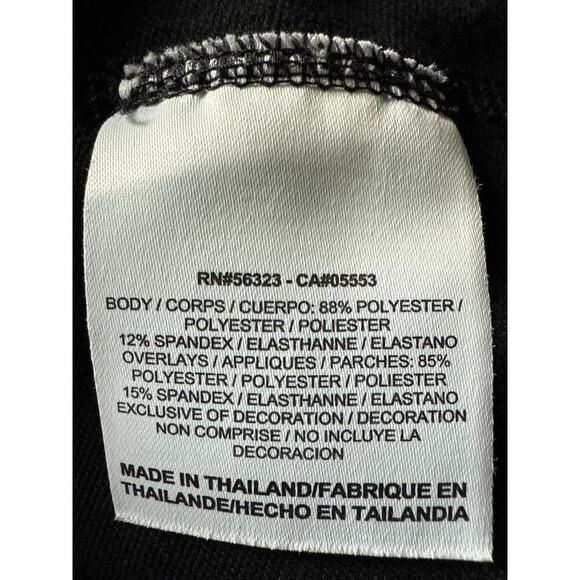 RN#56323 - CA#05553
BODY / CORPS / CUERPO: 88% POLYESTER /
POLYESTER / POLIESTER
12% SPANDEX / ELASTHANNE / ELASTANO
OVERLAYS / APPLIQUES / PARCHES: 85%
POLYESTER / POLYESTER / POLIESTER
15% SPANDEX / ELASTHANNE / ELASTANO
EXCLUSIVE OF DECORATION / DECORATION
NON COMPRISE / NO INCLUYE LA
DECORACION
MADE IN THAILAND/FABRIQUE EN
THAILANDE/HECHO EN TAILANDIA